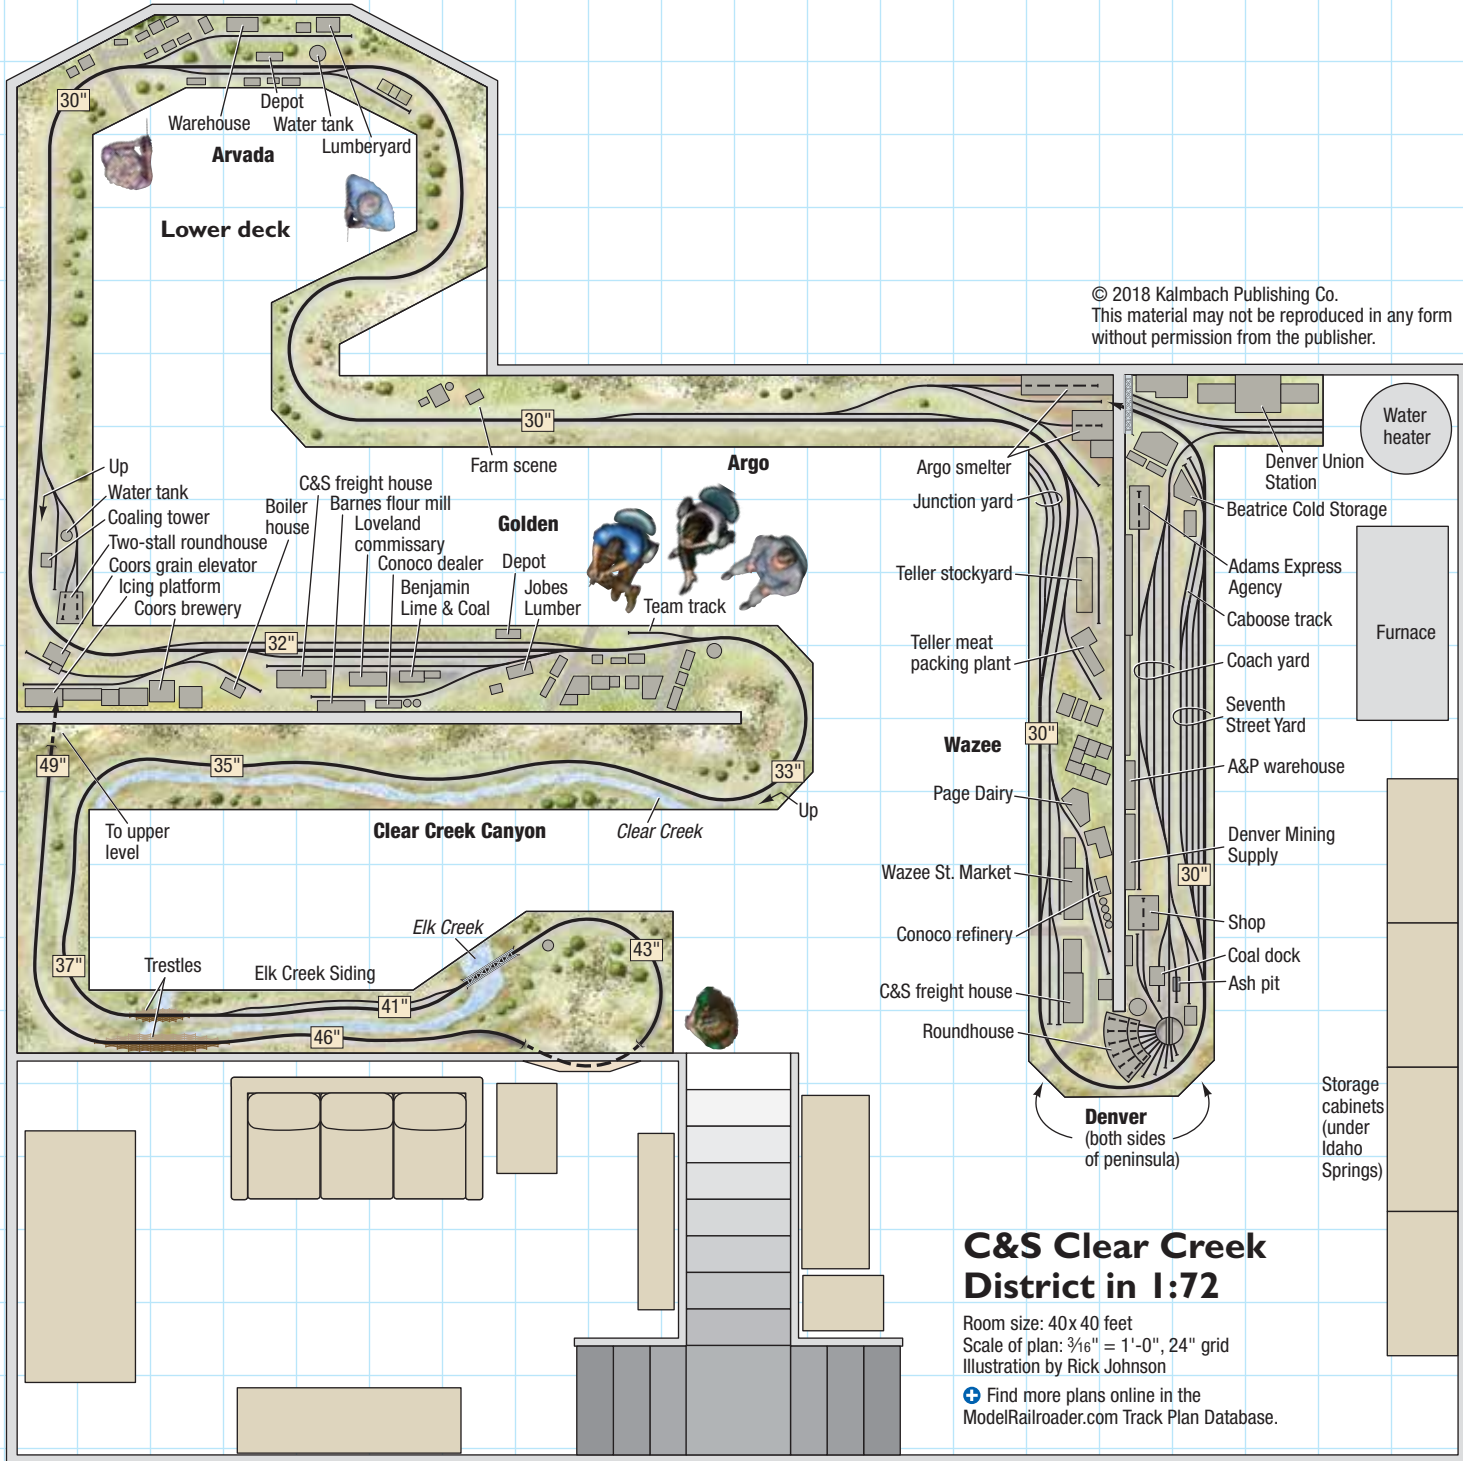 30"
Warehouse
Depot
Water tank
Lumberyard
Arvada
Lower deck
© 2018 Kalmbach Publishing Co.
This material may not be reproduced in any form
without permission from the publisher.
30"
Farm scene
Argo
Argo smelter
Junction yard
Water
heater
Denver Union
Station
Beatrice Cold Storage
Adams Express
Agency
Caboose track
Furnace
Coach yard
Seventh
Street Yard
A&P warehouse
Denver Mining
Supply
30"
Shop
Coal dock
Ash pit
Teller stockyard
Teller meat
packing plant
30"
Wazee
Page Dairy
Wazee St. Market
Conoco refinery
C&S freight house
Roundhouse
Denver
(both sides
of peninsula)
Storage
cabinets
(under
Idaho
Springs)
Up
Water tank
Coaling tower
Two-stall roundhouse
Coors grain elevator
Icing platform
Coors brewery
Boiler
house
C&S freight house
Barnes flour mill
Loveland
commissary
Conoco dealer
Benjamin
Lime & Coal
Golden
Depot
Jobes
Lumber
Team track
32"
49"
35"
33"
Up
To upper
level
Clear Creek Canyon
Clear Creek
Elk Creek
43"
37"
Trestles
Elk Creek Siding
41"
46"
C&S Clear Creek
District in 1:72
Room size: 40x 40 feet
Scale of plan: 3⁄16" = 1'-0", 24" grid
Illustration by Rick Johnson
Find more plans online in the
ModelRailroader.com Track Plan Database.